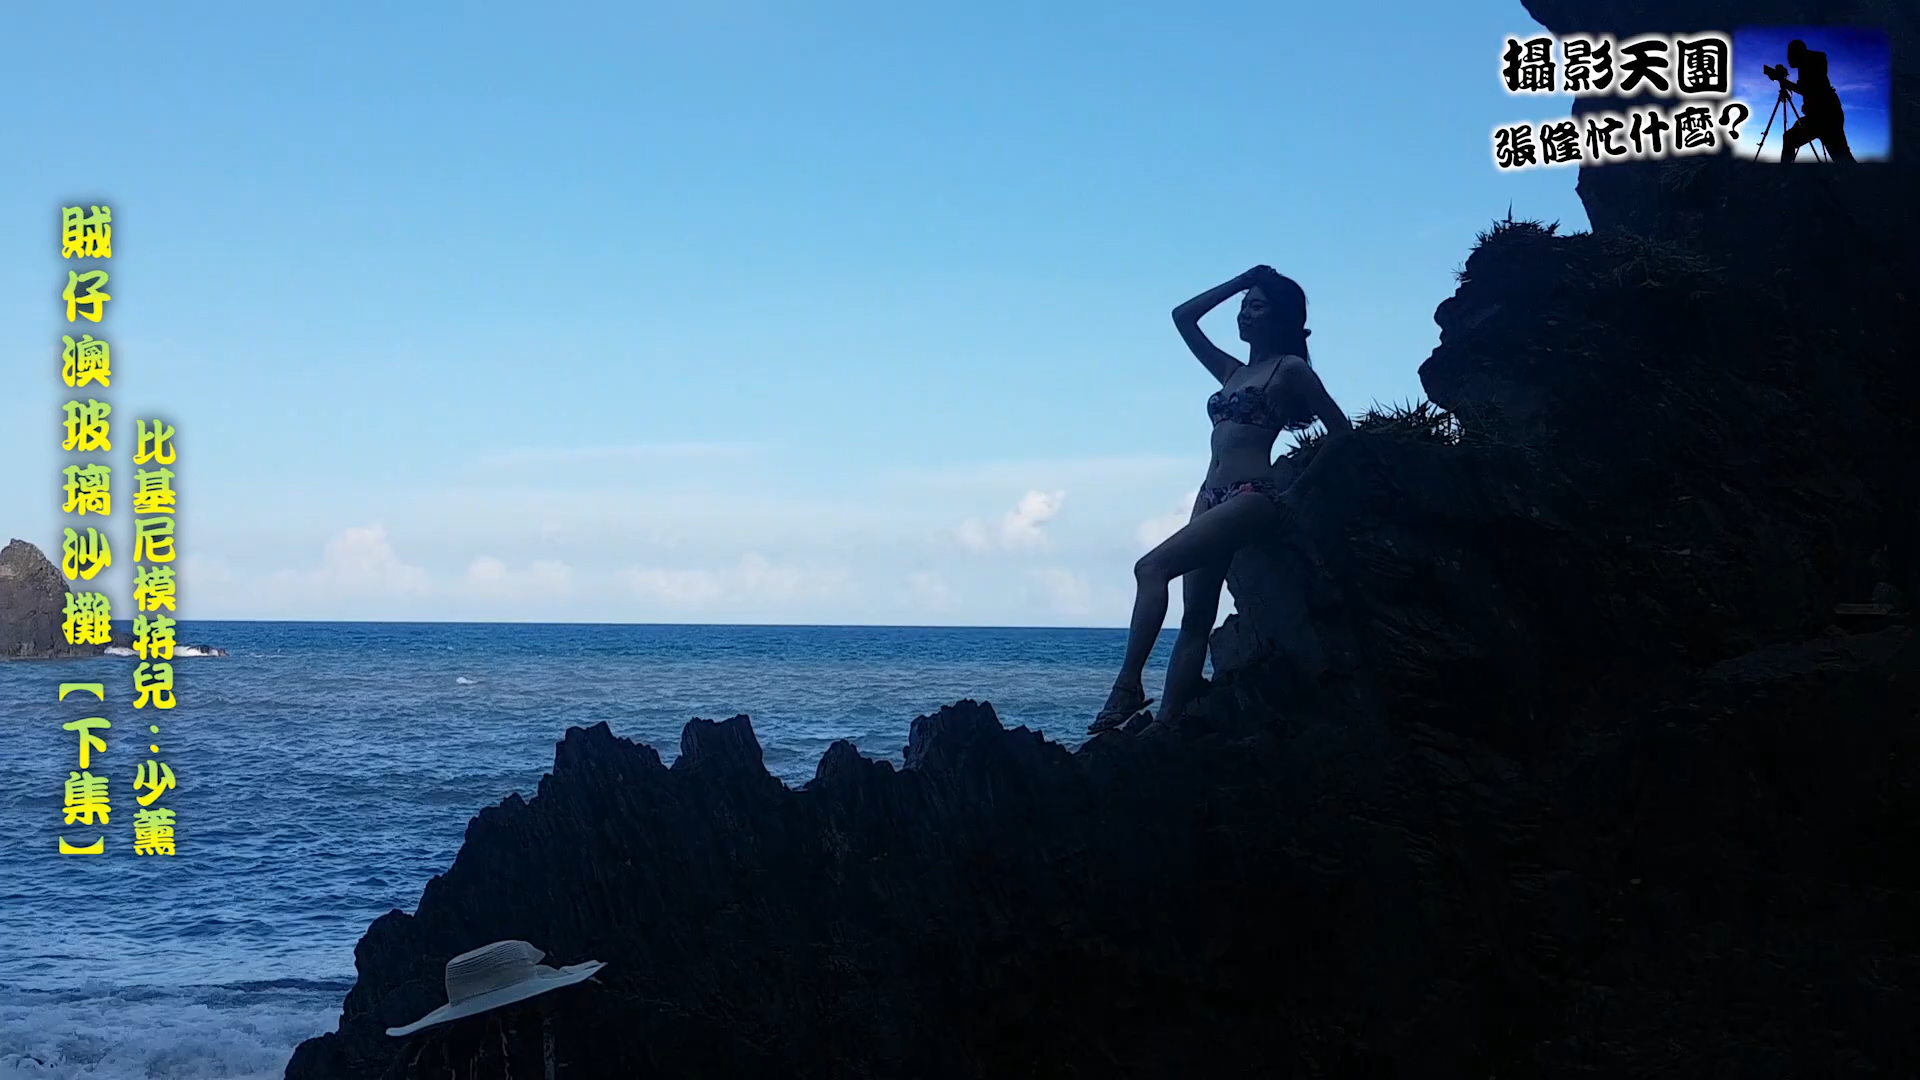 攝影天團
張隆忙什麼?
賊仔澳玻璃沙攤【下集】
比基尼模特兒：少薰